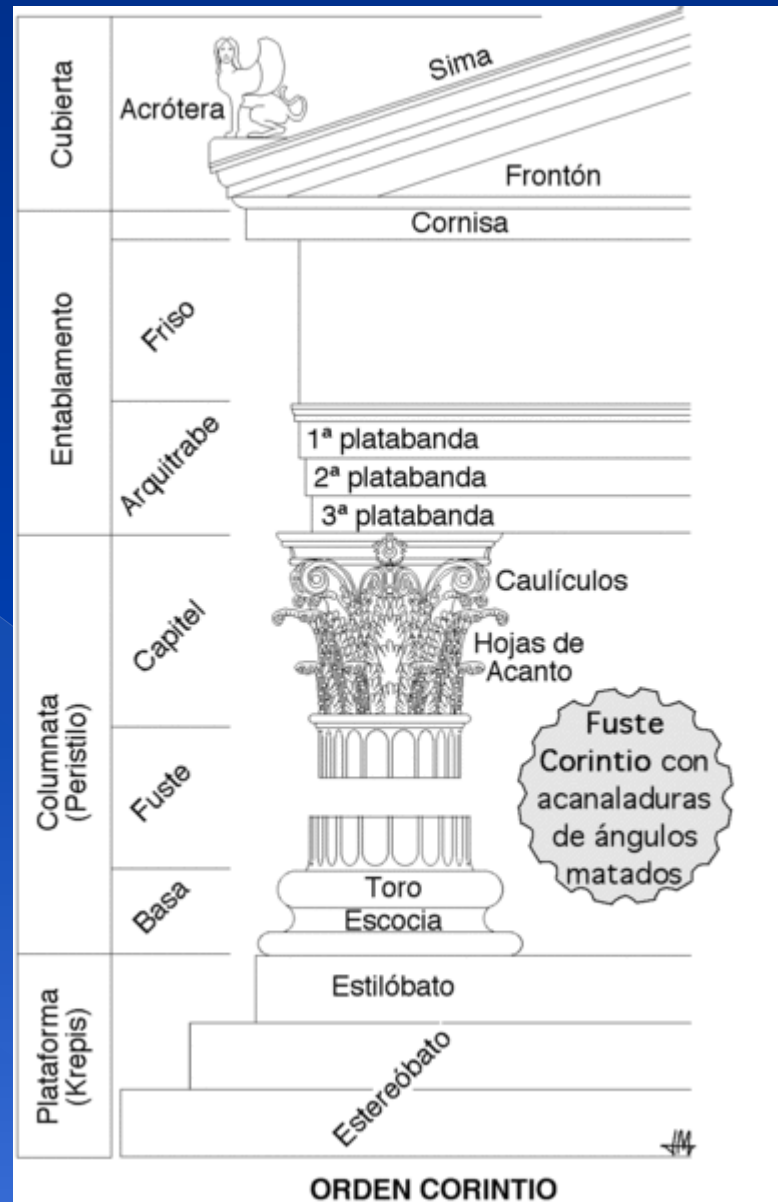 Cubierta
Acrótera
Sima
Frontón
Entablamento
Cornisa
Friso
Arquitrabe
1ª platabanda
2ª platabanda
3ª platabanda
Columnata
(Peristilo)
Capitel
Caulículos
Hojas de
Acanto
Fuste
Fuste
Corintio con
acanaladuras
de ángulos
matados
Basa
Toro
Escocia
Plataforma
(Krepis)
Estilóbato
Estereóbato
ORDEN CORINTIO